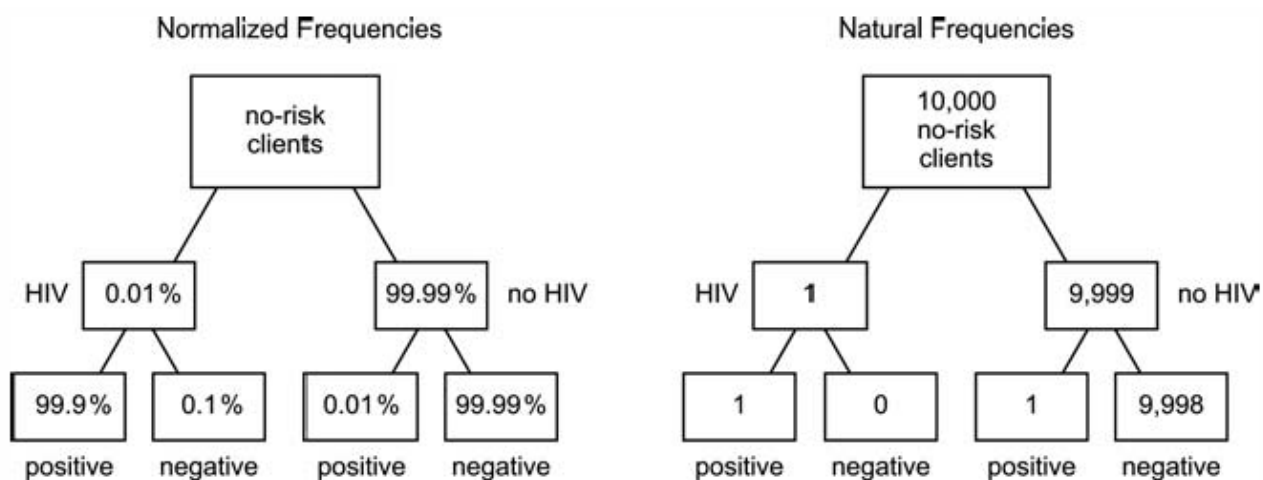 Normalized Frequencies
no-risk
clients
HIV 0.01% 99.99% no HIV
99.9% 0.1% 0.01% 99.99%
positive negative positive negative
Natural Frequencies
10,000
no-risk
clients
HIV 1 9,999 no HIV
1 0 1 9,998
positive negative positive negative